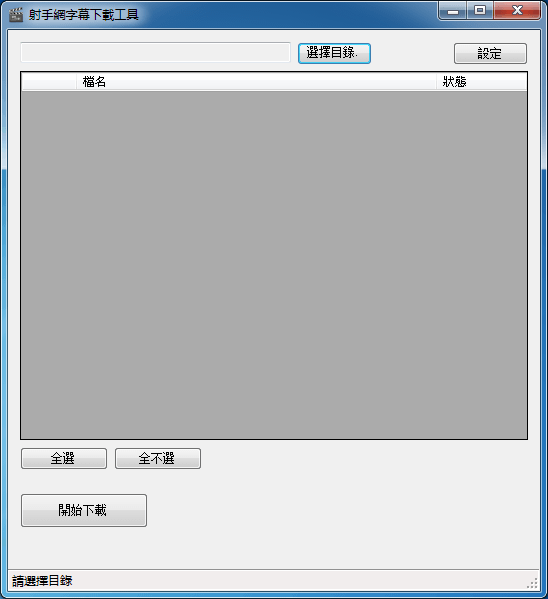 射手網字幕下載工具
選擇目錄.
設定
檔名
狀態
全選
全不選
開始下載
請選擇目錄